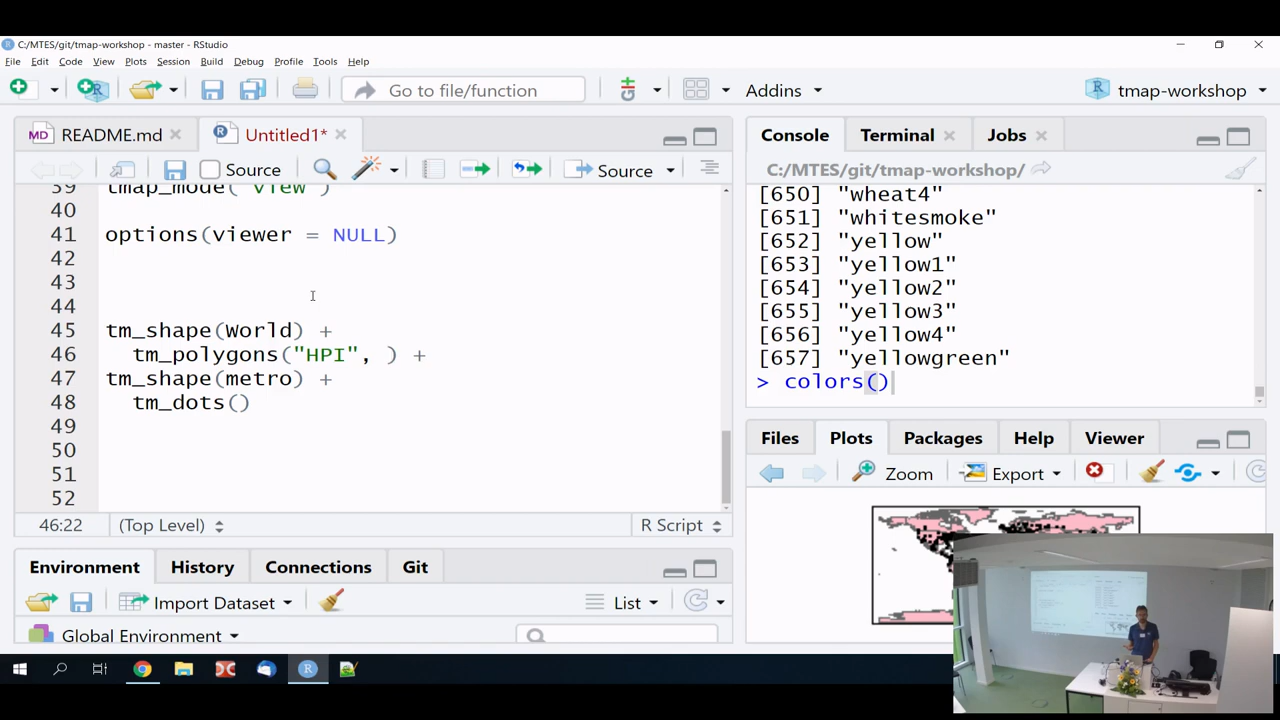 C:/MTES/git/tmap-workshop - master - RStudio
File Edit Code View Plots Session Build Debug Profile Tools Help
Go to file/function Addins tmap-workshop
README.md Untitled1*
Source Source
39 tmap_mode("view")
40
41 options(viewer = NULL)
42
43
44
45 tm_shape(World) +
46 tm_polygons("HPI", ) +
47 tm_shape(metro) +
48 tm_dots()
49
50
51
52
46:22 (Top Level) R Script
Environment History Connections Git
Import Dataset List
Global Environment
Console Terminal Jobs
C:/MTES/git/tmap-workshop/
[650] "wheat4"
[651] "whitesmoke"
[652] "yellow"
[653] "yellow1"
[654] "yellow2"
[655] "yellow3"
[656] "yellow4"
[657] "yellowgreen"
> colors()
Files Plots Packages Help Viewer
Zoom Export